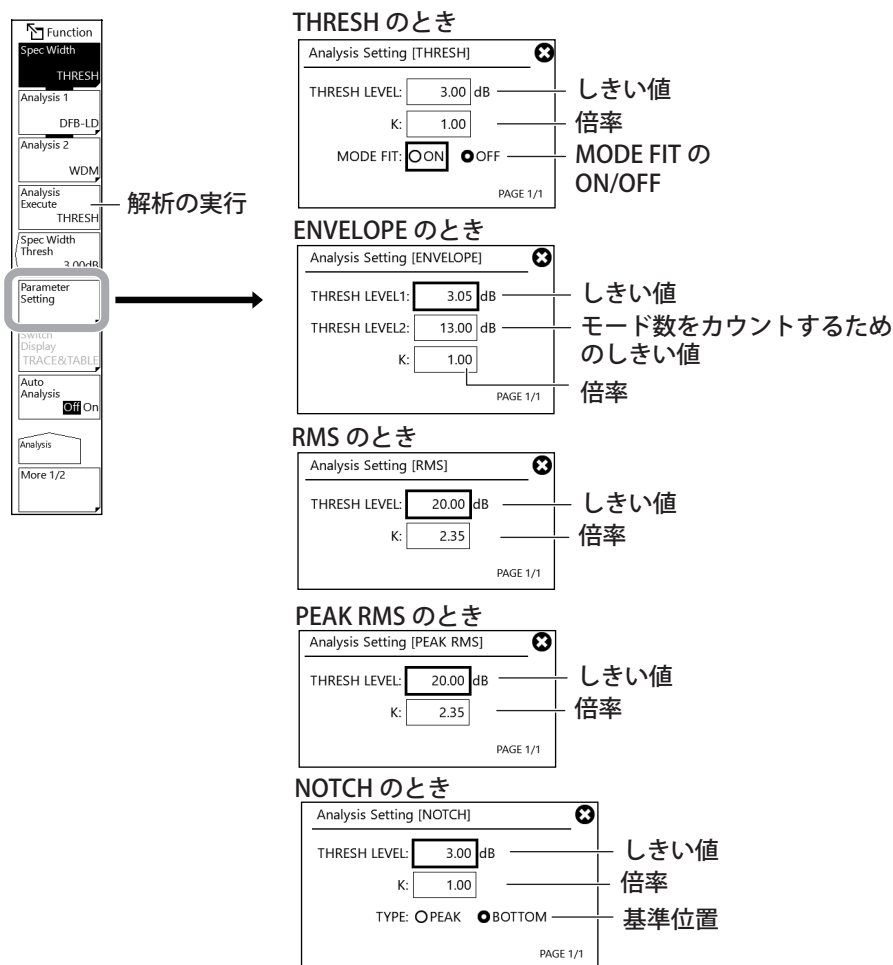 Function
Spec Width
THRESH
Analysis 1
DFB-LD
Analysis 2
WDM
Analysis
Execute
THRESH
解析の実行
Spec Width
Thresh
3.00dB
Parameter
Setting
Switch
Display
TRACE&TABLE
Auto
Analysis
Off On
Analysis
More 1/2
THRESH のとき
Analysis Setting [THRESH]
THRESH LEVEL: 3.00 dB しきい値
K: 1.00 倍率
MODE FIT: ON OFF MODE FIT の
ON/OFF
PAGE 1/1
ENVELOPE のとき
Analysis Setting [ENVELOPE]
THRESH LEVEL1: 3.05 dB しきい値
THRESH LEVEL2: 13.00 dB モード数をカウントするため
のしきい値
K: 1.00
倍率
PAGE 1/1
RMS のとき
Analysis Setting [RMS]
THRESH LEVEL: 20.00 dB しきい値
K: 2.35 倍率
PAGE 1/1
PEAK RMS のとき
Analysis Setting [PEAK RMS]
THRESH LEVEL: 20.00 dB しきい値
K: 2.35 倍率
PAGE 1/1
NOTCH のとき
Analysis Setting [NOTCH]
THRESH LEVEL: 3.00 dB しきい値
K: 1.00 倍率
TYPE: PEAK BOTTOM 基準位置
PAGE 1/1